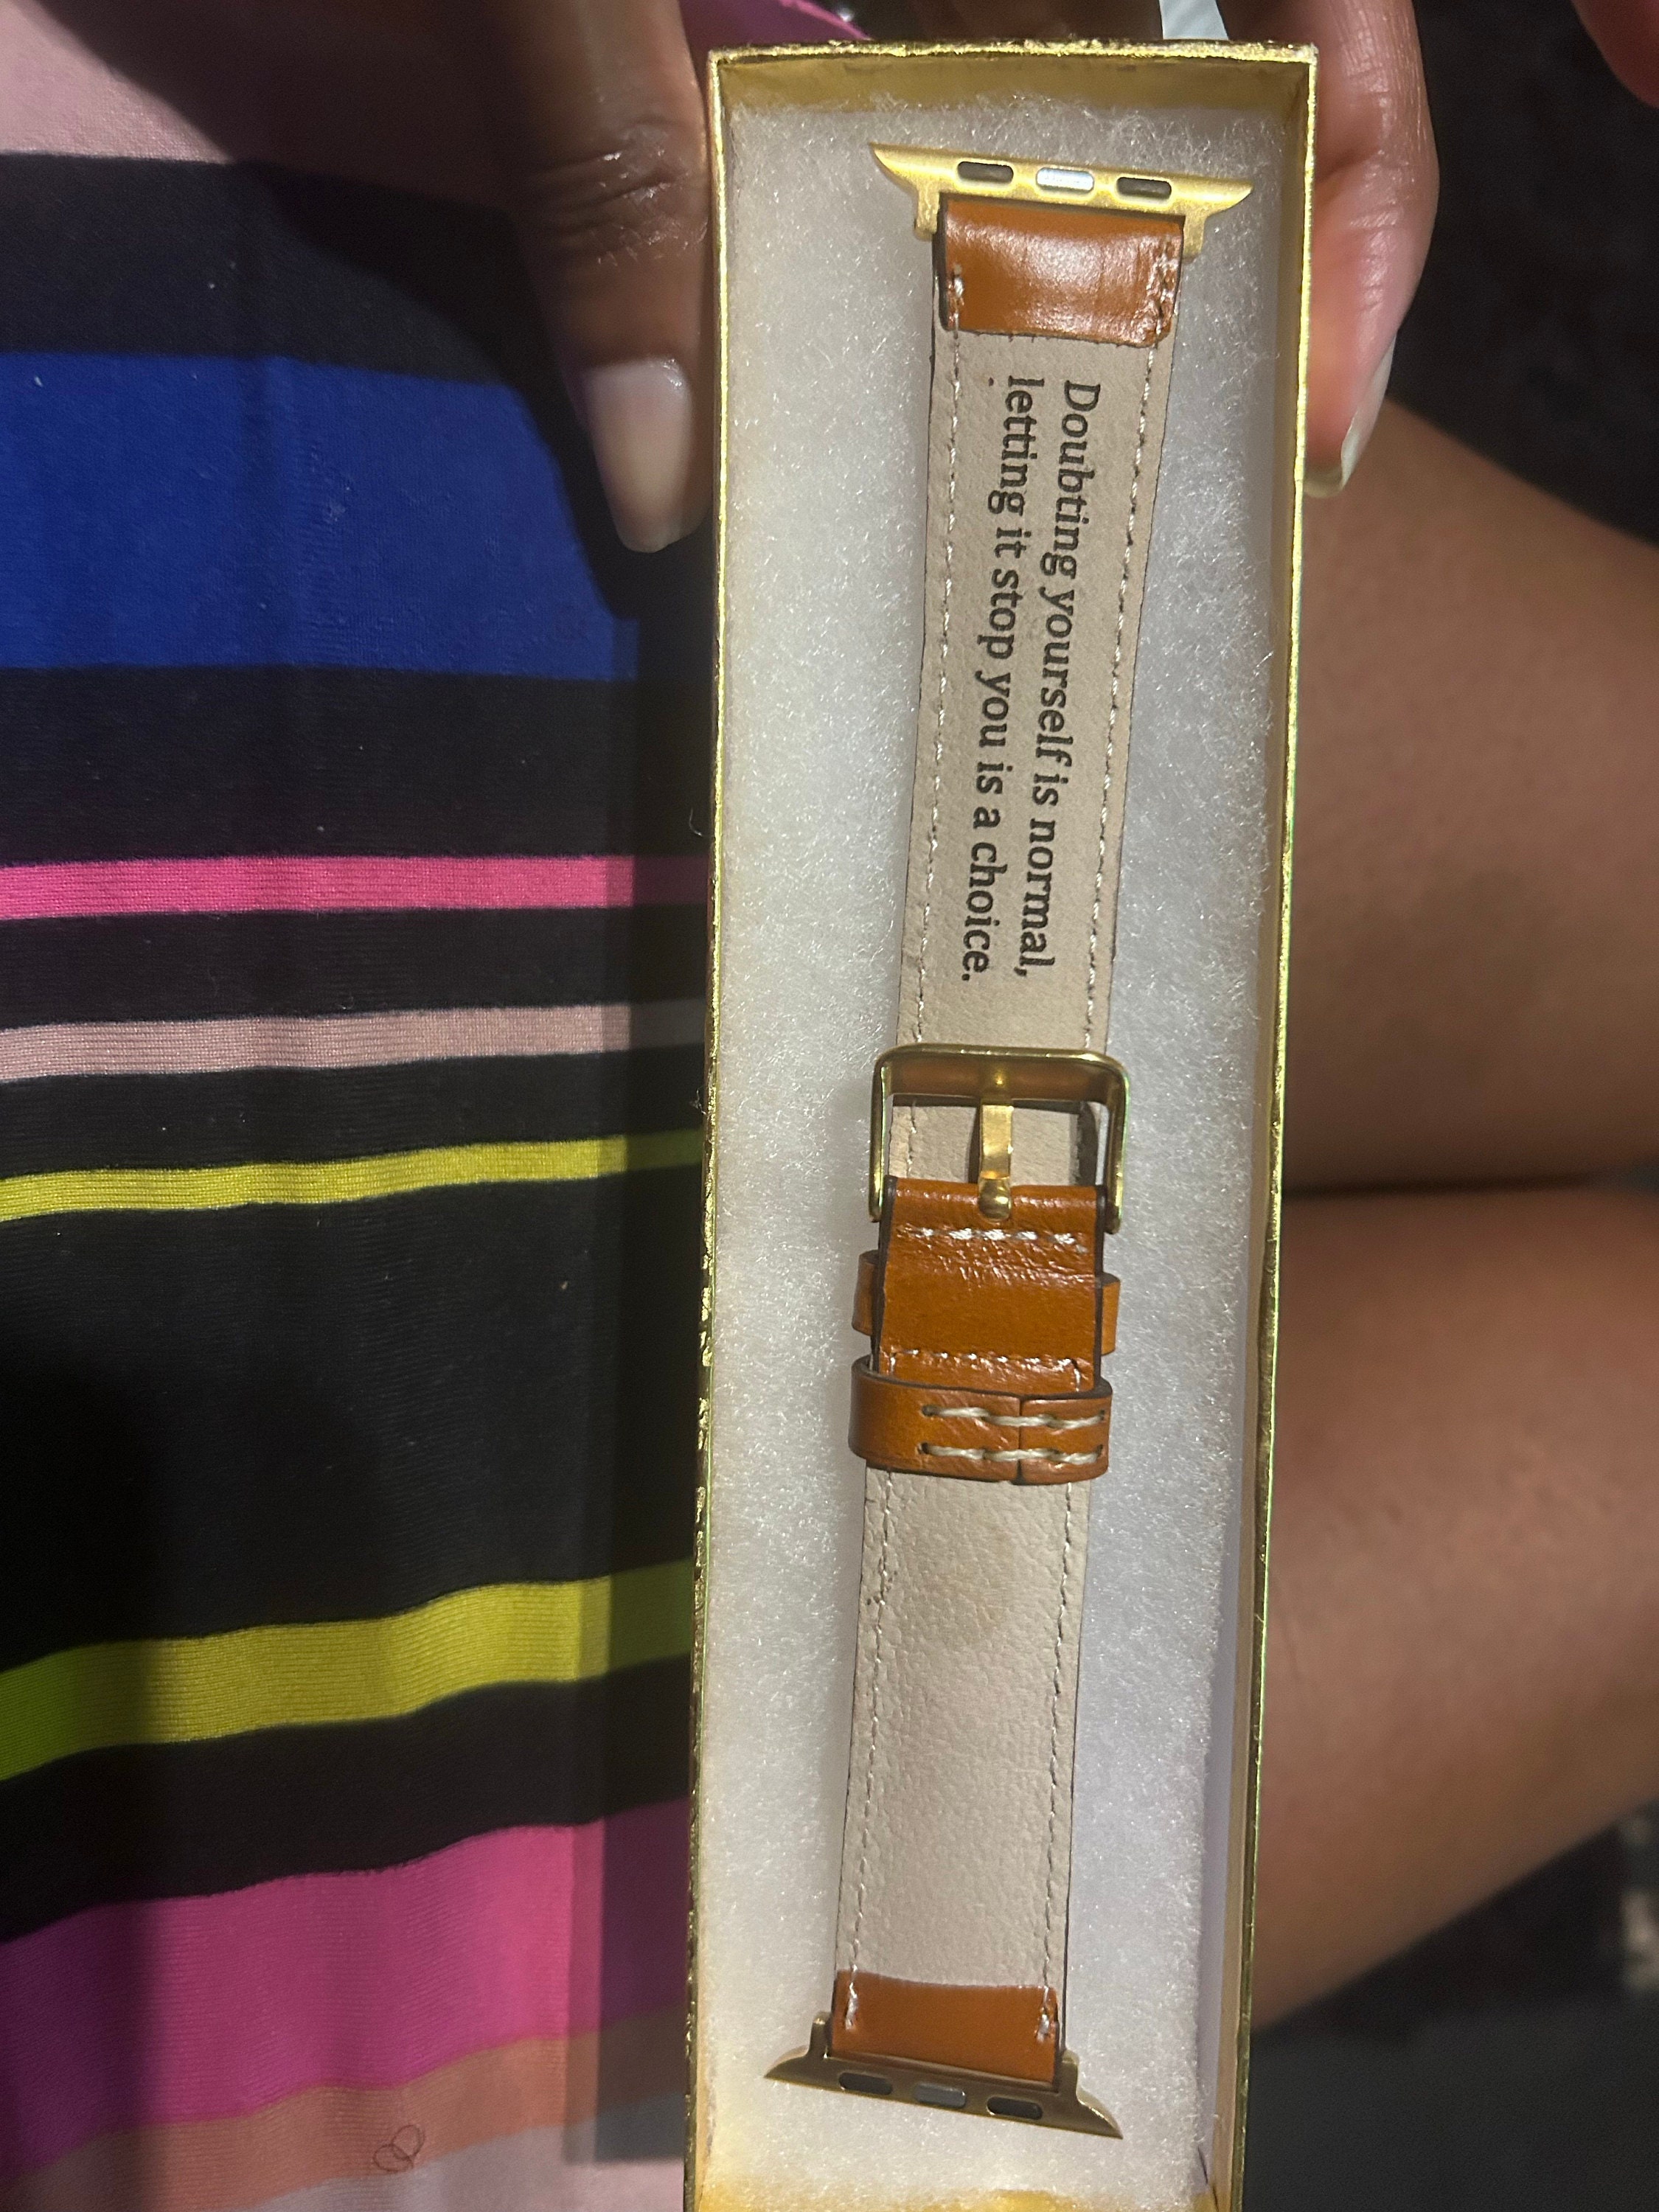 Doubting yourself is normal,
letting it stop you is a choice.